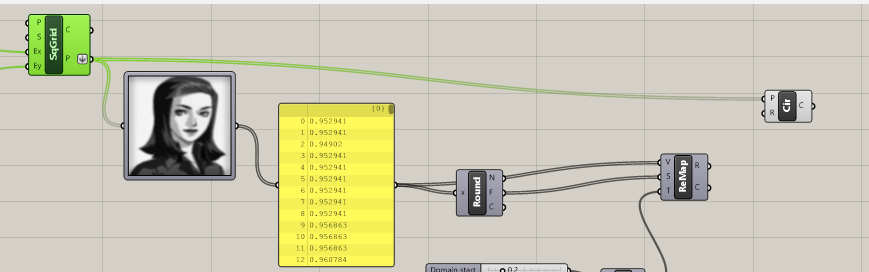 P
S
Ex
Ey
SqGrid
C
P
{0}
0 0.952941
1 0.952941
2 0.94902
3 0.952941
4 0.952941
5 0.952941
6 0.952941
7 0.952941
8 0.952941
9 0.956863
10 0.956863
11 0.956863
12 0.960784
x
Round
N
F
C
V
S
T
ReMap
R
C
P
R
Cir
C
Domain start
0.2